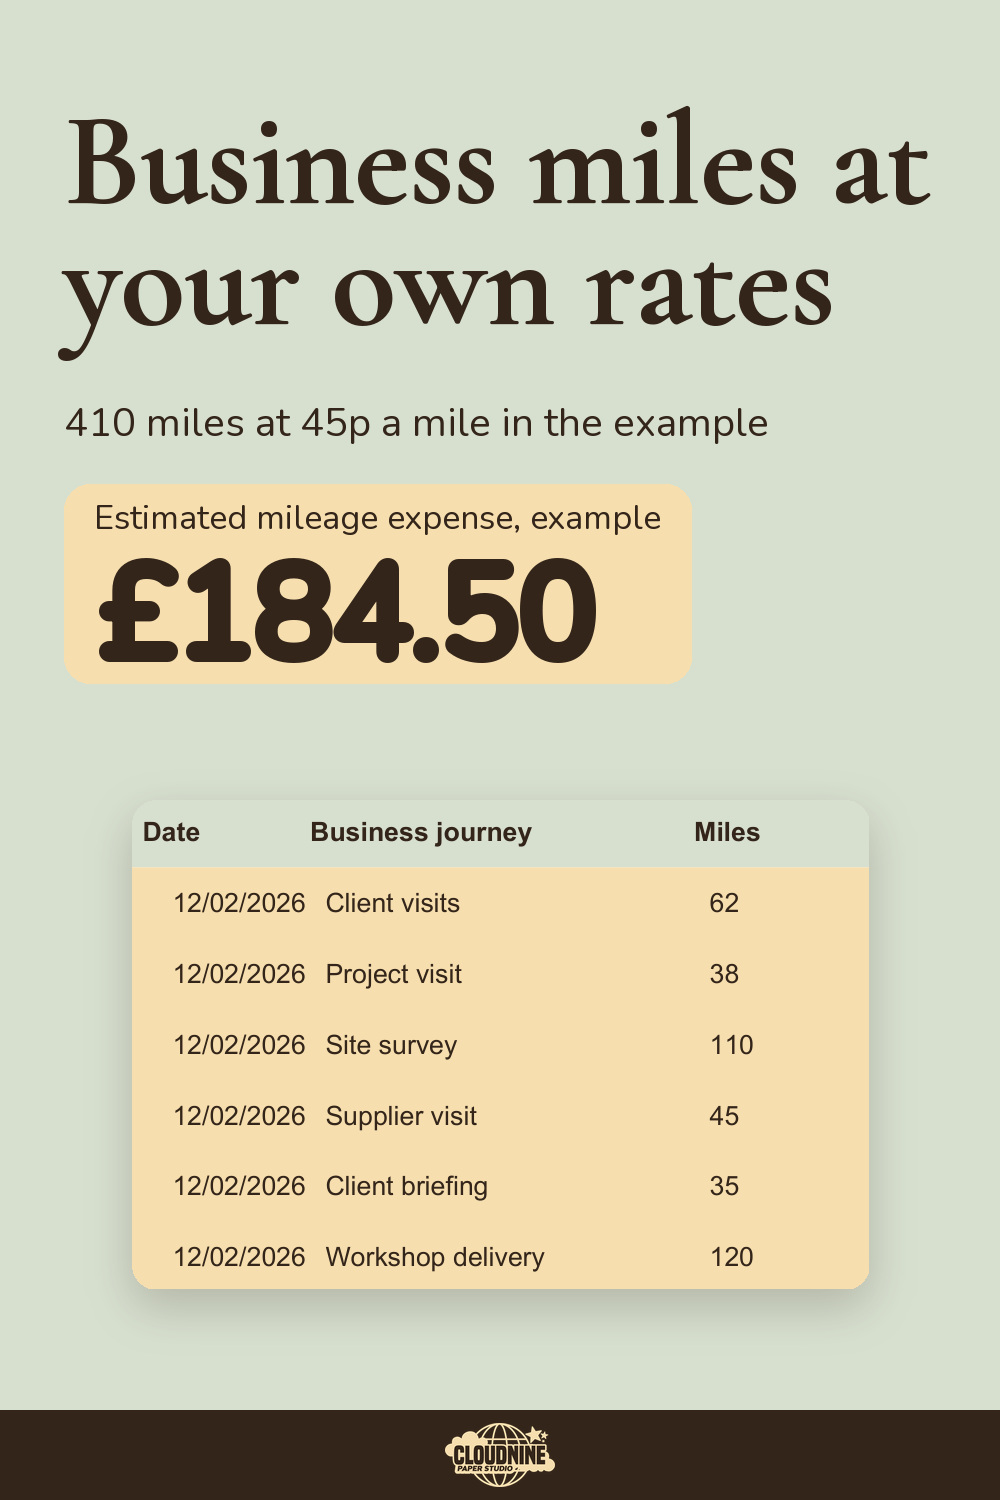 Business miles at
your own rates
410 miles at 45p a mile in the example
Estimated mileage expense, example
£184.50
Date Business journey Miles
12/02/2026 Client visits 62
12/02/2026 Project visit 38
12/02/2026 Site survey 110
12/02/2026 Supplier visit 45
12/02/2026 Client briefing 35
12/02/2026 Workshop delivery 120
CLOUDNINE
PAPER STUDIO